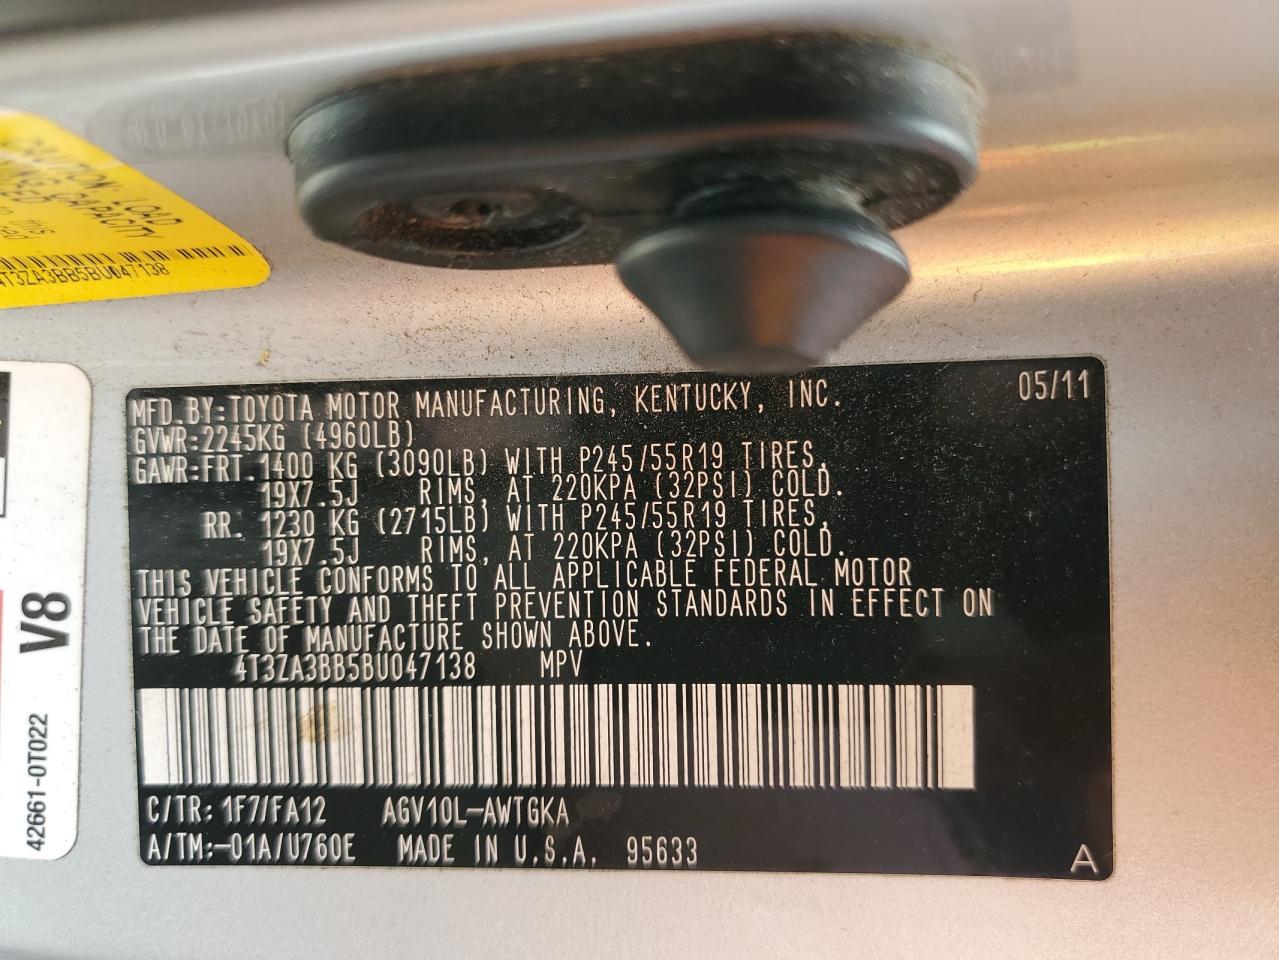 CAUTION: LOAD
CAPACITY
this
4T3ZA3BB5BU047138
MFD.BY:TOYOTA MOTOR MANUFACTURING, KENTUCKY, INC. 05/11
GVWR:2245KG (4960LB)
GAWR:FRT. 1400 KG (3090LB) WITH P245/55R19 TIRES,
19X7.5J RIMS, AT 220KPA (32PSI) COLD.
RR. 1230 KG (2715LB) WITH P245/55R19 TIRES,
19X7.5J RIMS, AT 220KPA (32PSI) COLD.
THIS VEHICLE CONFORMS TO ALL APPLICABLE FEDERAL MOTOR
VEHICLE SAFETY AND THEFT PREVENTION STANDARDS IN EFFECT ON
THE DATE OF MANUFACTURE SHOWN ABOVE.
4T3ZA3BB5BU047138 MPV
C/TR: 1F7/FA12 AGV10L-AWTGKA
A/TM:-01A/U760E MADE IN U.S.A. 95633
A
V8
42661-0T022